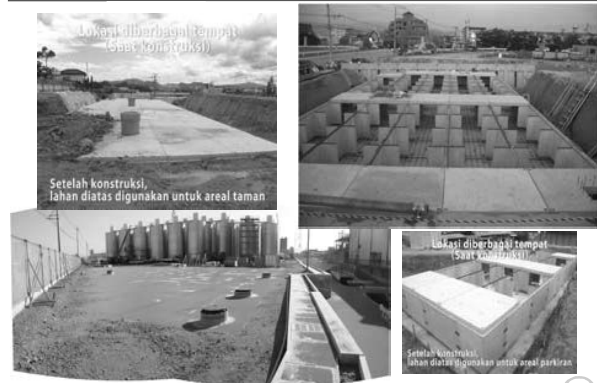 Lokasi diberbagai tempat
(Saat konstruksi)
Setelah konstruksi,
lahan diatas digunakan untuk areal taman
Lokasi diberbagai tempat
(Saat konstruksi)
Setelah konstruksi,
lahan diatas digunakan untuk areal parkiran